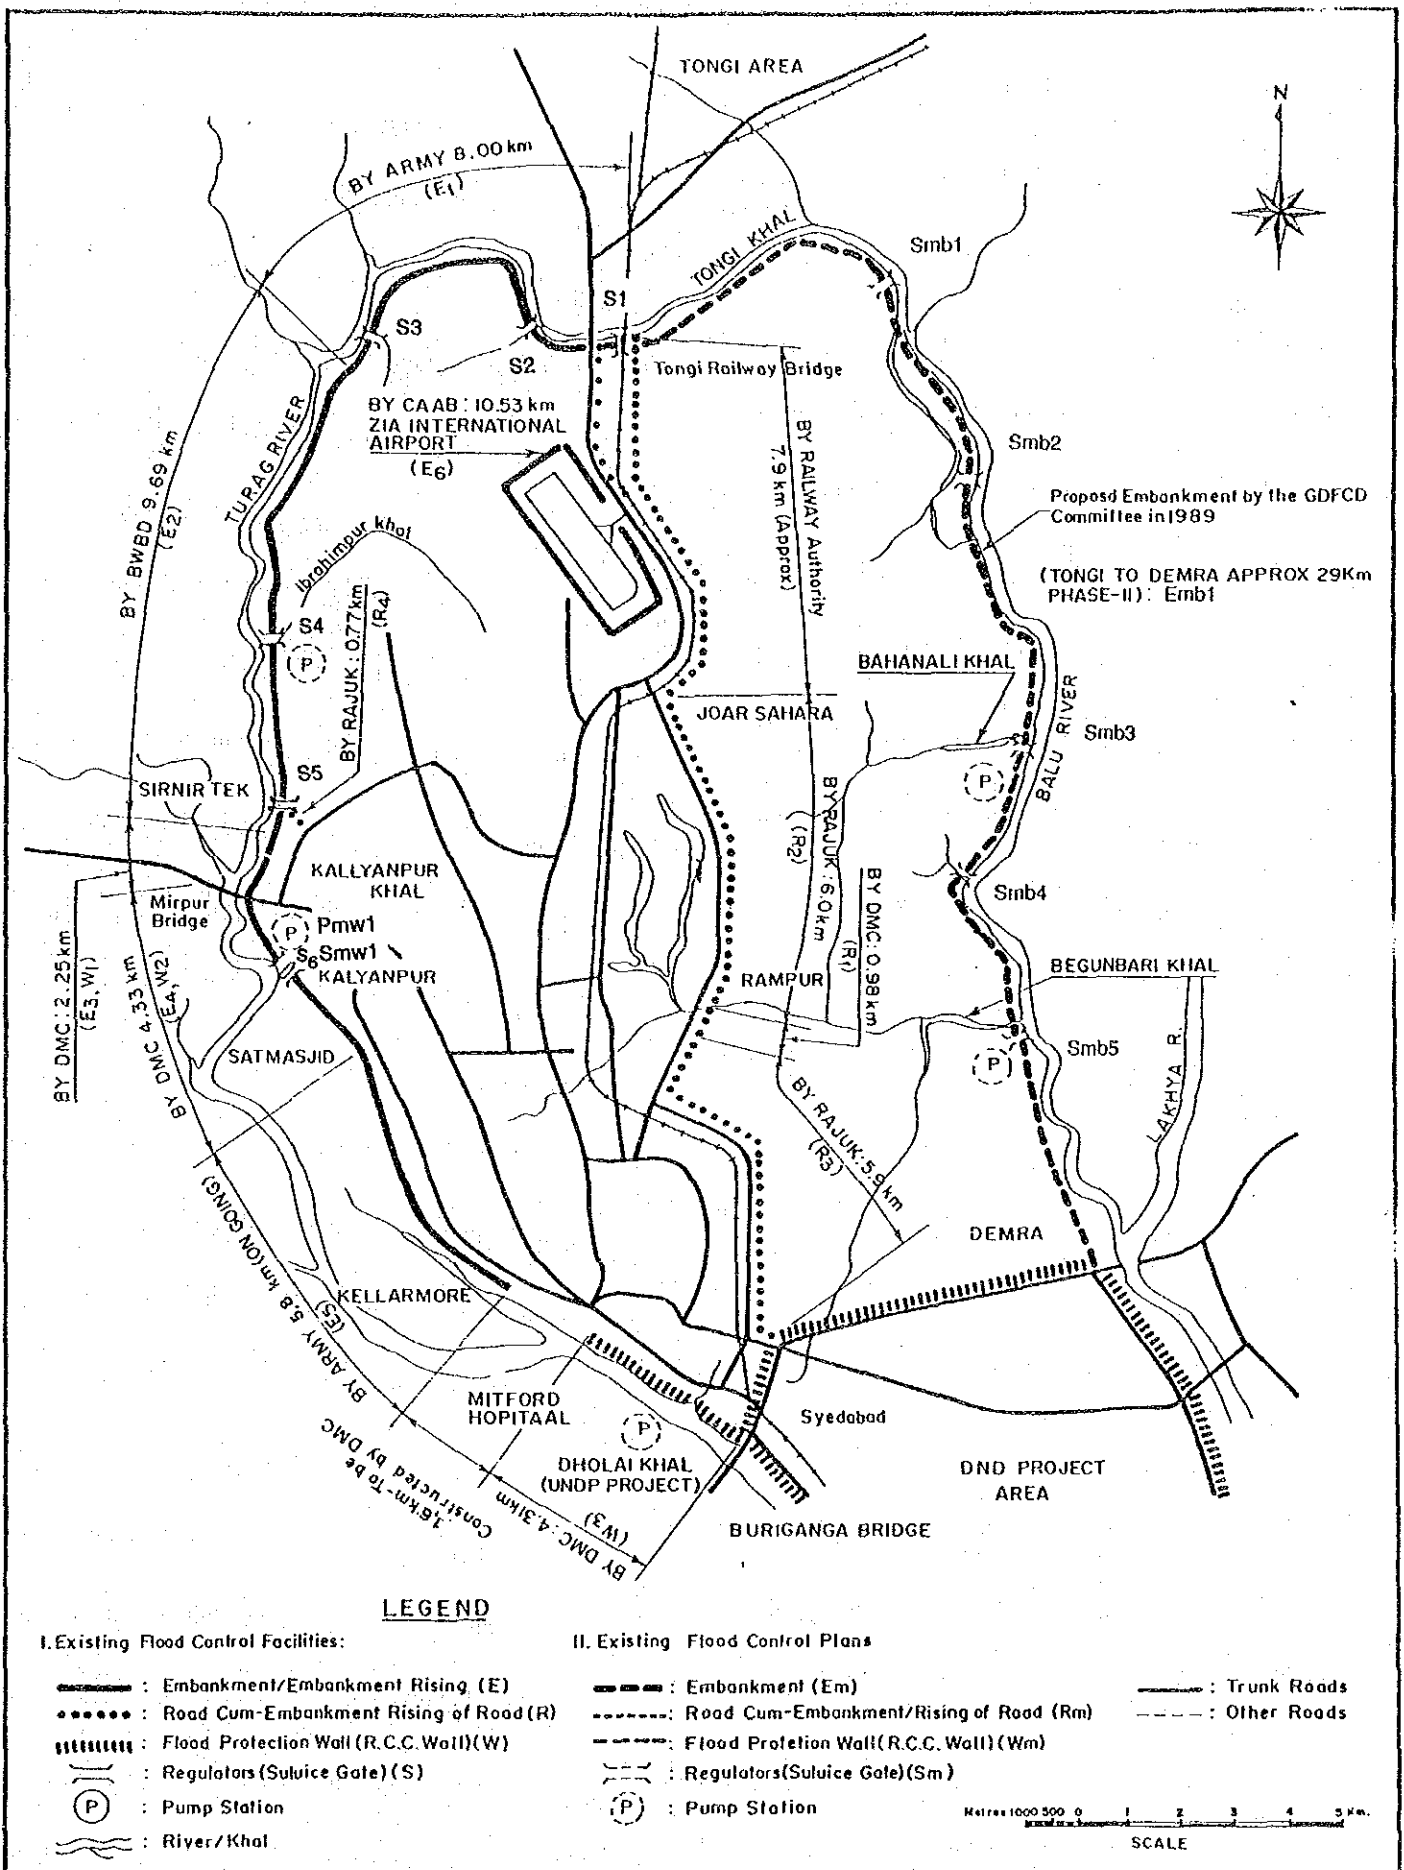 TONGI AREA
N
BY ARMY 8.00 km
(E1)
TONGI KHAL
Smb1
S1
S3
S2
Tongi Railway Bridge
BY CAAB: 10.53 km
ZIA INTERNATIONAL
AIRPORT
(E6)
TURAG RIVER
BY BWBD 9.69 km
(E2)
BY RAILWAY Authority
7.9 km (Approx)
Smb2
Proposd Embankment by the GDFCD
Committee in 1989
(TONGI TO DEMRA APPROX 29Km
PHASE-II): Emb1
Ibrahimpur khal
S4
P
BY RAJUK: 0.77 km
(R4)
BAHANALI KHAL
JOAR SAHARA
BALU RIVER
Smb3
P
S5
SIRNIR TEK
BY RAJUK: 6.0 km
(R2)
KALLYANPUR
KHAL
Mirpur
Bridge
Smb4
P
Pmw1
S6 Smw1
KALYANPUR
BY DMC: 2.25 km
(E3, W1)
BY DMC 4.33 km
(E4, W2)
RAMPUR
BY DMC: 0.98 km
(R1)
BEGUNBARI KHAL
SATMASJID
Smb5
P
LAKHYA R.
BY RAJUK: 5.9 km
(R3)
DEMRA
BY ARMY 5.8 km (ON GOING)
(E5)
KELLARMORE
MITFORD
HOPITAAL
P
Syedabad
1.6 km-To be
Constructed by DMC
DHOLAI KHAL
(UNDP PROJECT)
DND PROJECT
AREA
BY DMC: 4.31km
(W3)
BURIGANGA BRIDGE
LEGEND
I. Existing Flood Control Facilities:
: Embankment/Embankment Rising (E)
: Road Cum-Embankment Rising of Road (R)
: Flood Protection Wall (R.C.C. Wall) (W)
: Regulators (Suluice Gate) (S)
P : Pump Station
: River/Khal
II. Existing Flood Control Plans
: Embankment (Em)
: Road Cum-Embankment/Rising of Road (Rm)
: Flood Protetion Wall (R.C.C. Wall) (Wm)
: Regulators (Suluice Gate) (Sm)
P : Pump Station
: Trunk Roads
: Other Roads
Metres 1000 500 0 1 2 3 4 5 Km.
SCALE